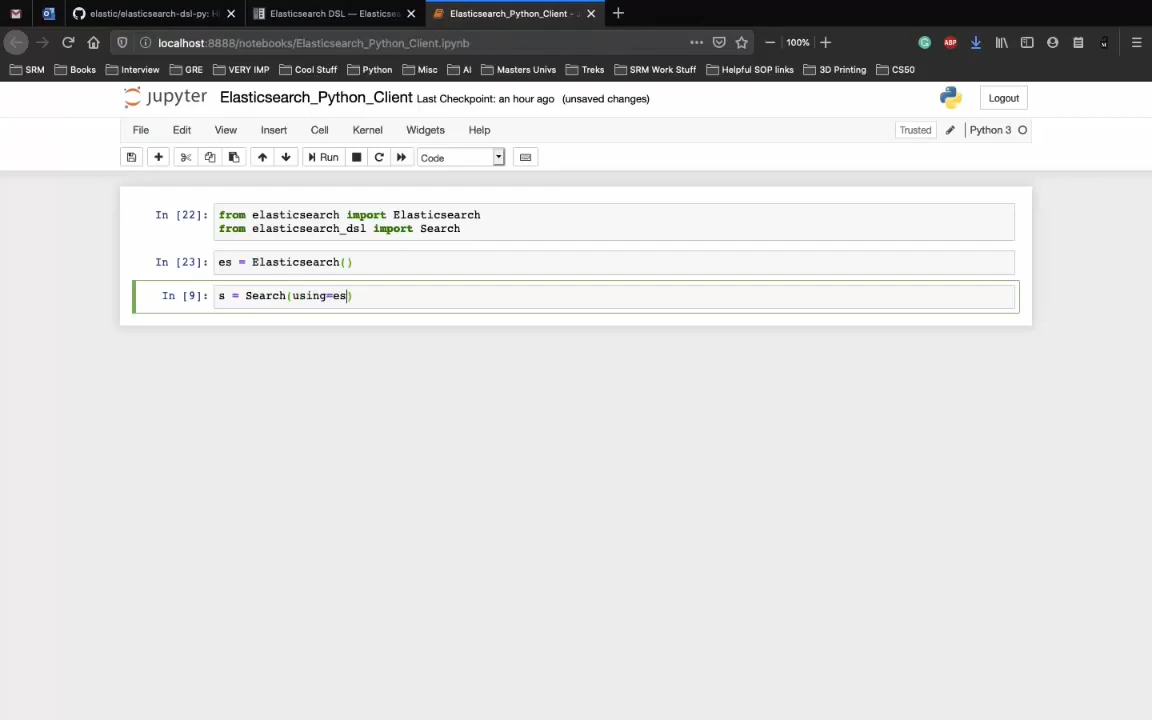 elastic/elasticsearch-dsl-py: Hi
Elasticsearch DSL — Elasticsea
Elasticsearch_Python_Client -
localhost:8888/notebooks/Elasticsearch_Python_Client.ipynb
100%
ABP
SRM Books Interview GRE VERY IMP Cool Stuff Python Misc AI Masters Univs Treks SRM Work Stuff Helpful SOP links 3D Printing CS50
jupyter Elasticsearch_Python_Client Last Checkpoint: an hour ago (unsaved changes)
Logout
File Edit View Insert Cell Kernel Widgets Help
Trusted Python 3
Run
Code
In [22]: from elasticsearch import Elasticsearch
from elasticsearch_dsl import Search
In [23]: es = Elasticsearch()
In [9]: s = Search(using=es)